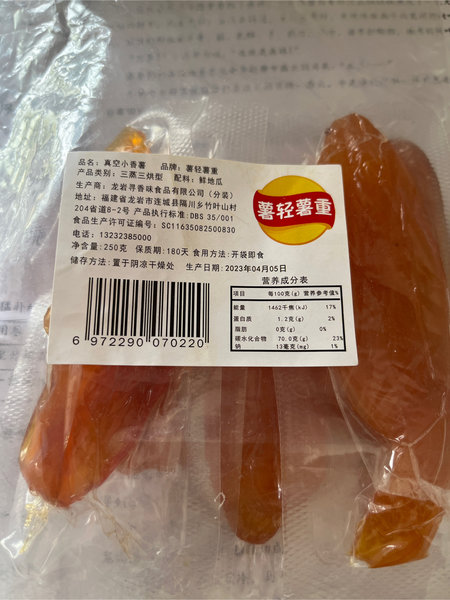 品名：真空小香薯 品牌：薯轻薯重
产品类别：三蒸三烘型 配料：鲜地瓜
生产商：龙岩寻香味食品有限公司（分装）
地址：福建省龙岩市连城县隔川乡竹叶山村
204省道6-2号 产品执行标准：DBS 35/001
食品生产许可证编号：SC11635082500830
电话：13232385000
净含量：250克 保质期：180天 食用方法：开袋即食
储存方法：置于阴凉干燥处 生产日期：2023年04月05日
薯轻薯重
营养成分表
项目 每100克(g) 营养参考值%
能量 1462千焦(kJ) 17%
蛋白质 1.2克(g) 2%
脂肪 0克(g) 0%
碳水化合物 70.0克(g) 23%
钠 13毫克(mg) 1%
6 972290 070220